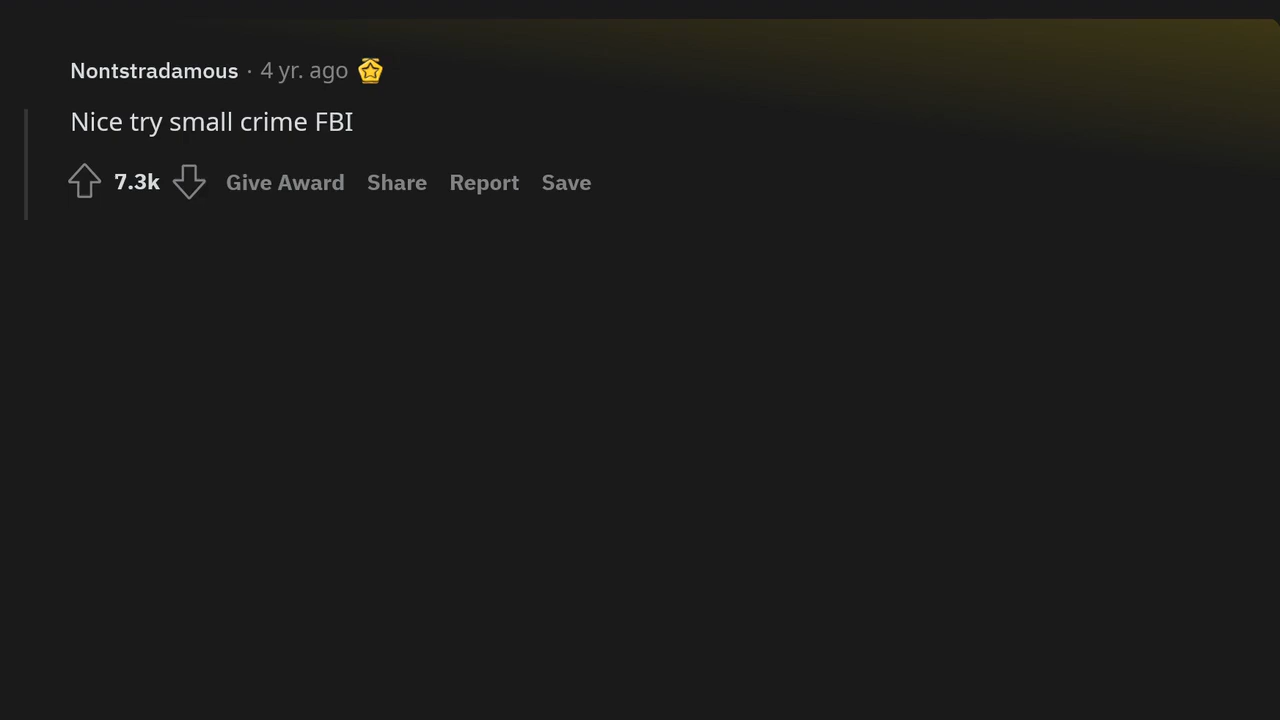 Nontstradamous · 4 yr. ago
Nice try small crime FBI
7.3k Give Award Share Report Save